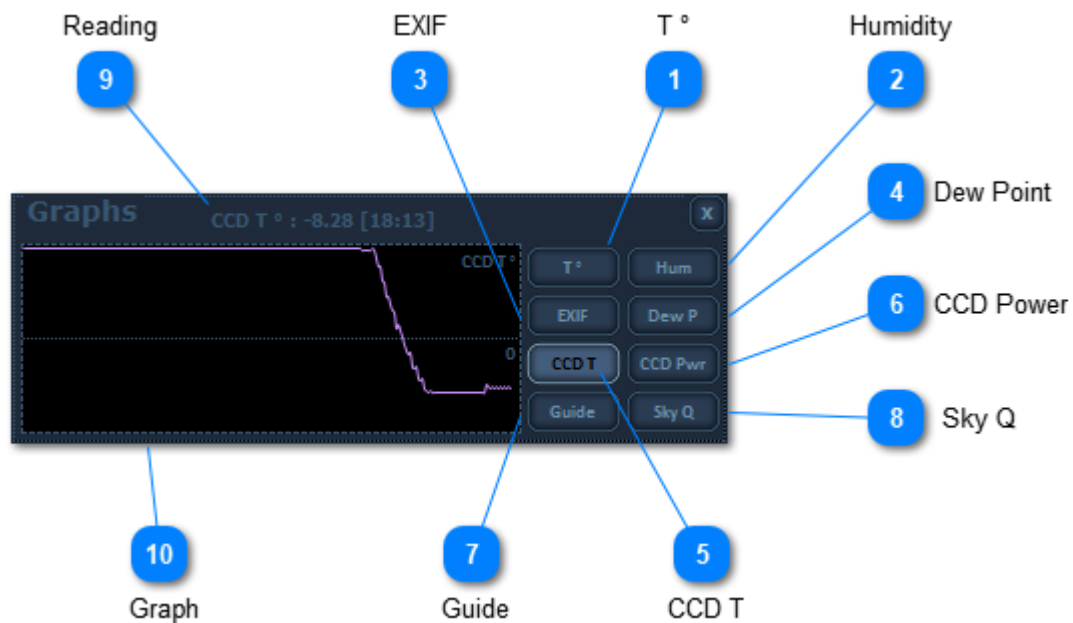 Reading EXIF T ° Humidity
9 3 1 2
4 Dew Point
Graphs CCD T ° : -8.28 [18:13] X
CCD T °
T ° Hum
EXIF Dew P
6 CCD Power
0
CCD T CCD Pwr
Guide Sky Q
8 Sky Q
10 7 5
Graph Guide CCD T